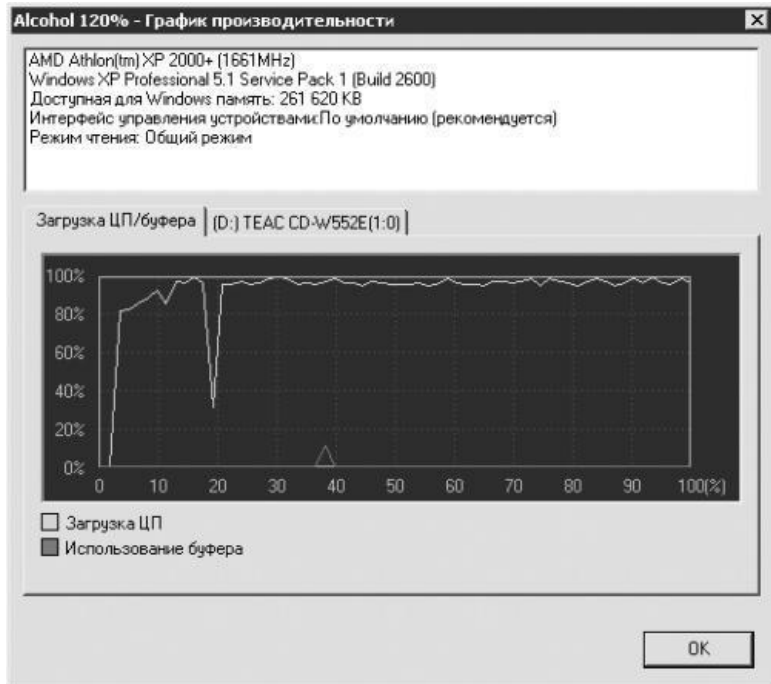 Alcohol 120% - График производительности
AMD Athlon(tm) XP 2000+ (1661MHz)
Windows XP Professional 5.1 Service Pack 1 (Build 2600)
Доступная для Windows память: 261 620 KB
Интерфейс управления устройствами:По умолчанию (рекомендуется)
Режим чтения: Общий режим
Загрузка ЦП/буфера
(D:) TEAC CD-W552E(1:0)
100%
80%
60%
40%
20%
0%
0 10 20 30 40 50 60 70 80 90 100(%)
Загрузка ЦП
Использование буфера
OK